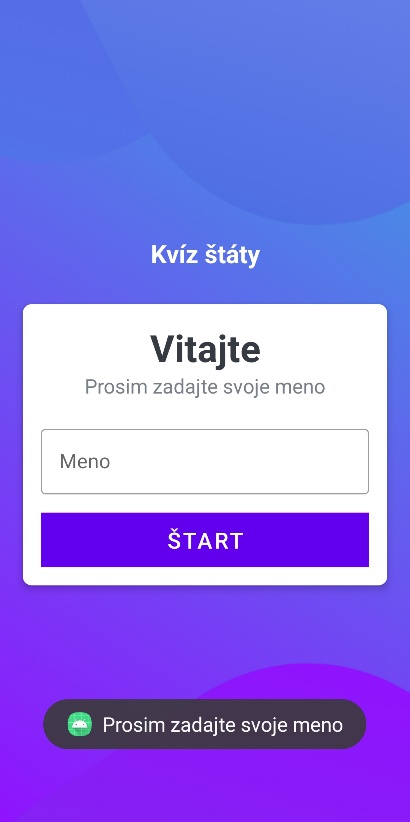 Kvíz štáty
Vitajte
Prosim zadajte svoje meno
Meno
ŠTART
Prosim zadajte svoje meno